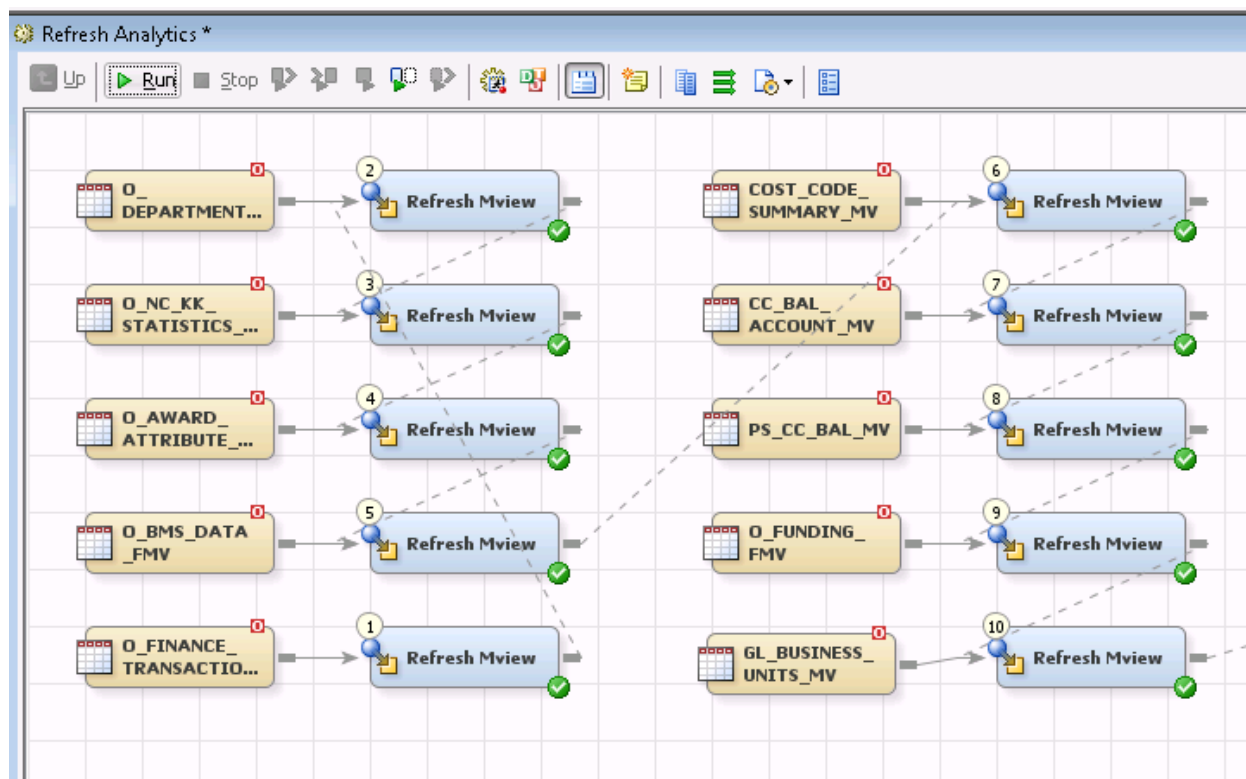 Refresh Analytics *
Up Run Stop
O_
DEPARTMENT...
2
Refresh Mview
COST_CODE_
SUMMARY_MV
6
Refresh Mview
O_NC_KK_
STATISTICS_...
3
Refresh Mview
CC_BAL_
ACCOUNT_MV
7
Refresh Mview
O_AWARD_
ATTRIBUTE_...
4
Refresh Mview
PS_CC_BAL_MV
8
Refresh Mview
O_BMS_DATA
_FMV
5
Refresh Mview
O_FUNDING_
FMV
9
Refresh Mview
O_FINANCE_
TRANSACTIO...
1
Refresh Mview
GL_BUSINESS_
UNITS_MV
10
Refresh Mview